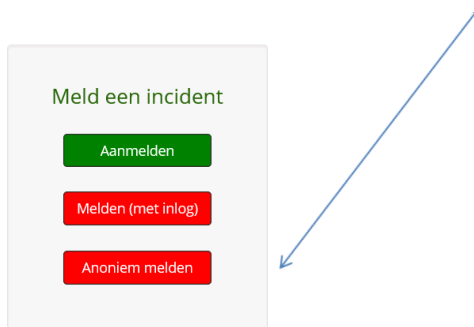 Meld een incident
Aanmelden
Melden (met inlog)
Anoniem melden